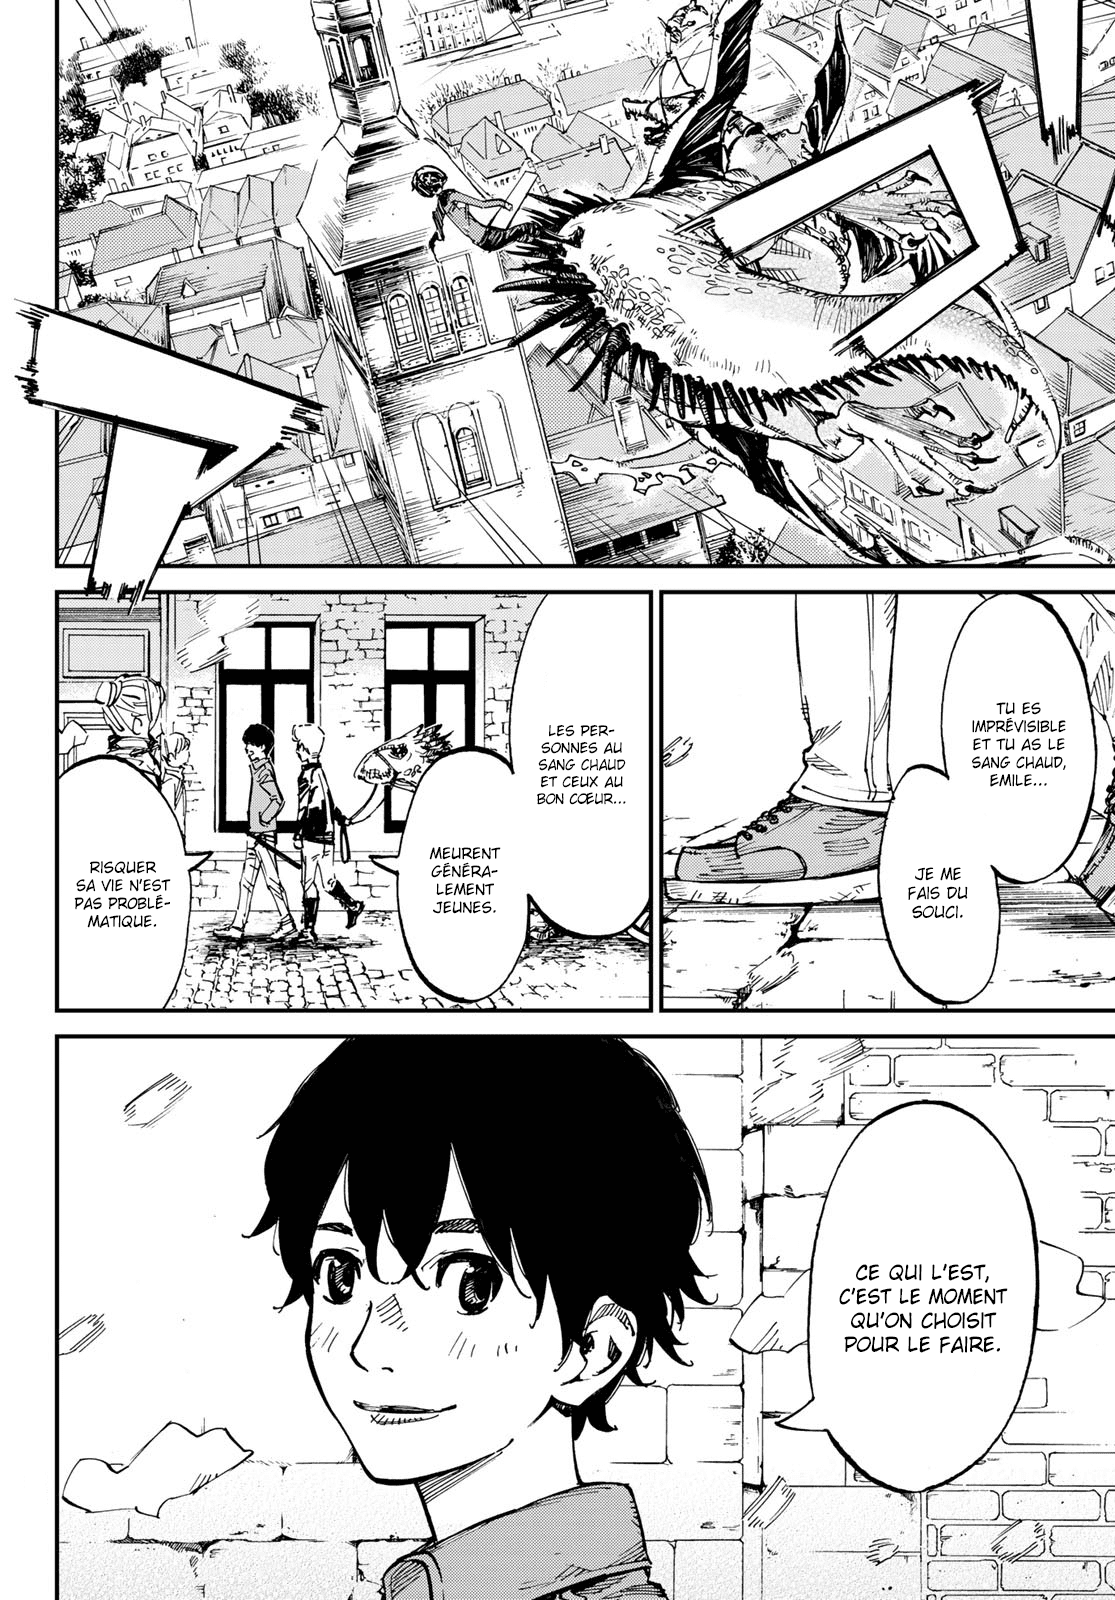 TU ES
IMPRÉVISIBLE
ET TU AS LE
SANG CHAUD,
EMILE...
JE ME
FAIS DU
SOUCI.
LES PER-
SONNES AU
SANG CHAUD
ET CEUX AU
BON CŒUR...
MEURENT
GÉNÉRA-
LEMENT
JEUNES.
RISQUER
SA VIE N'EST
PAS PROBLÉ-
MATIQUE.
CE QUI L'EST,
C'EST LE MOMENT
QU'ON CHOISIT
POUR LE FAIRE.